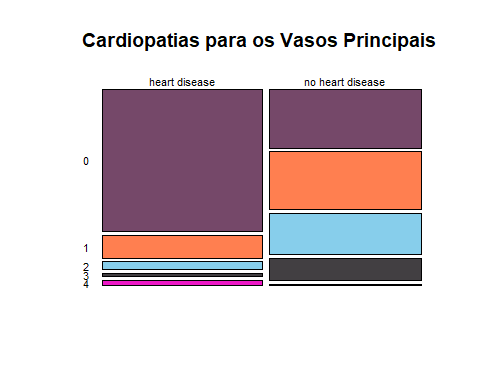 Cardiopatias para os Vasos Principais
heart disease no heart disease
0
1
2
3
4